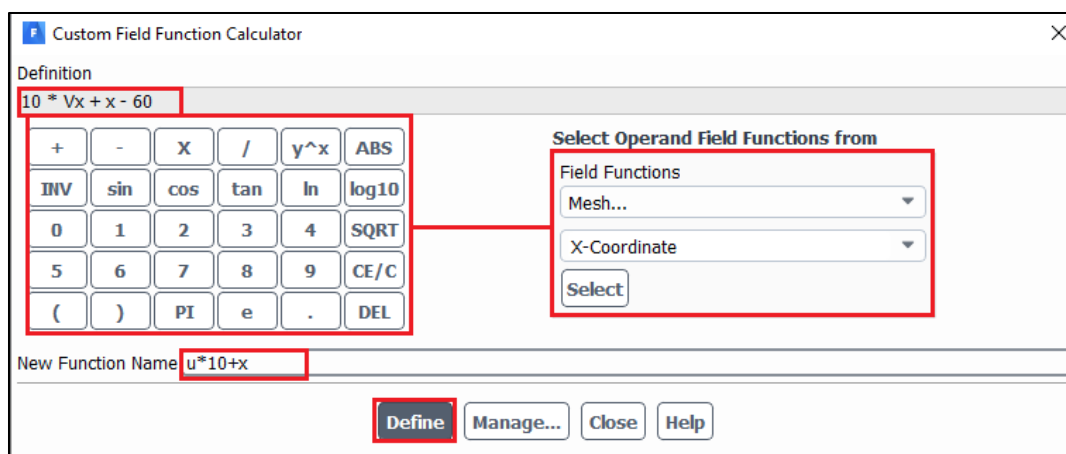 F Custom Field Function Calculator
Definition
10 * Vx + x - 60
+ - X / y^x ABS
INV sin cos tan ln log10
0 1 2 3 4 SQRT
5 6 7 8 9 CE/C
( ) PI e . DEL
Select Operand Field Functions from
Field Functions
Mesh...
X-Coordinate
Select
New Function Name u*10+x
Define Manage... Close Help